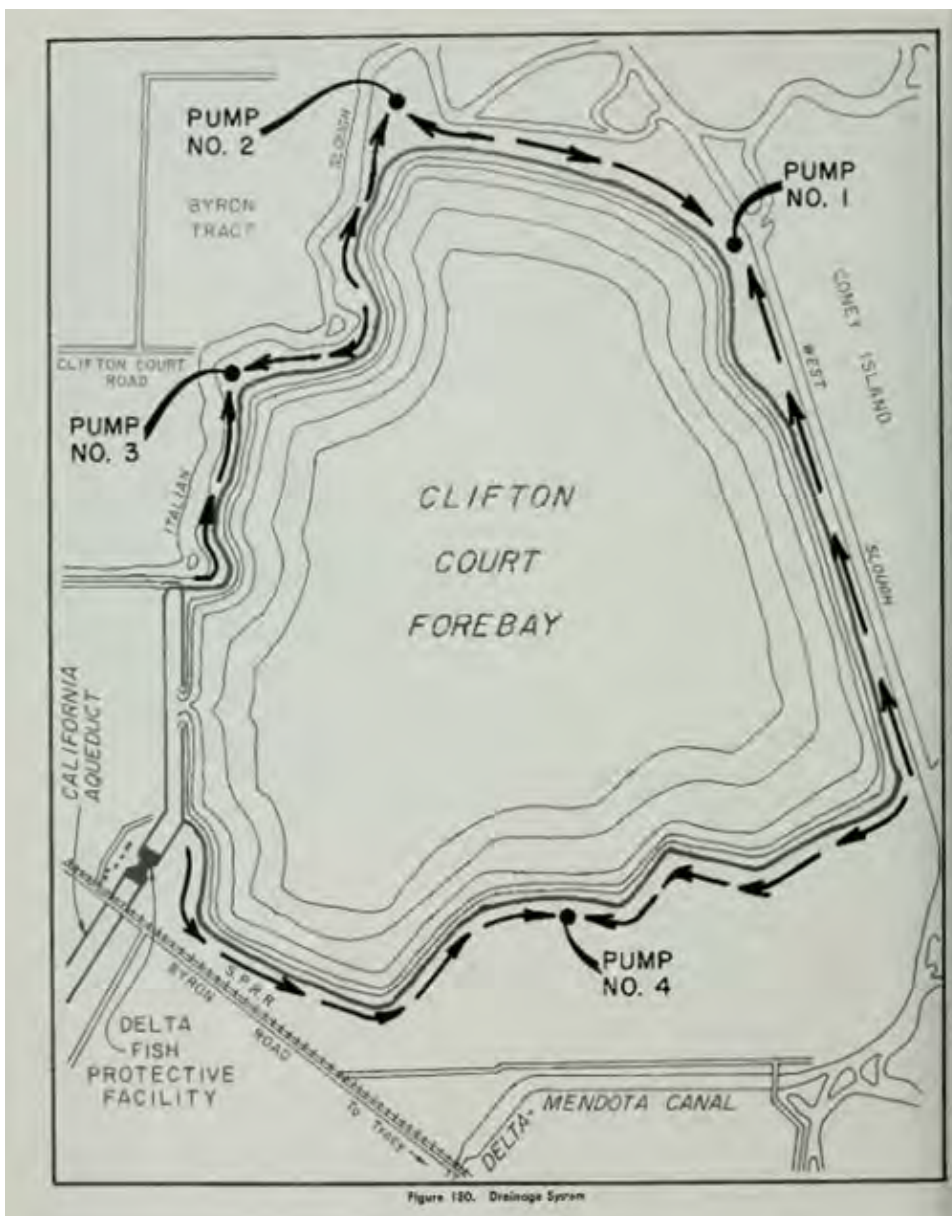 PUMP
NO. 2
SLOUGH
BYRON
TRACT
PUMP
NO. 1
CONEY ISLAND
WEST
CLIFTON COURT
ROAD
PUMP
NO. 3
ITALIAN
CLIFTON
COURT
FOREBAY
SLOUGH
CALIFORNIA
AQUEDUCT
PUMP
NO. 4
S.P.R.R
BYRON
ROAD
DELTA
FISH
PROTECTIVE
FACILITY
To
TRACY
DELTA-
MENDOTA CANAL
Figure 130. Drainage System